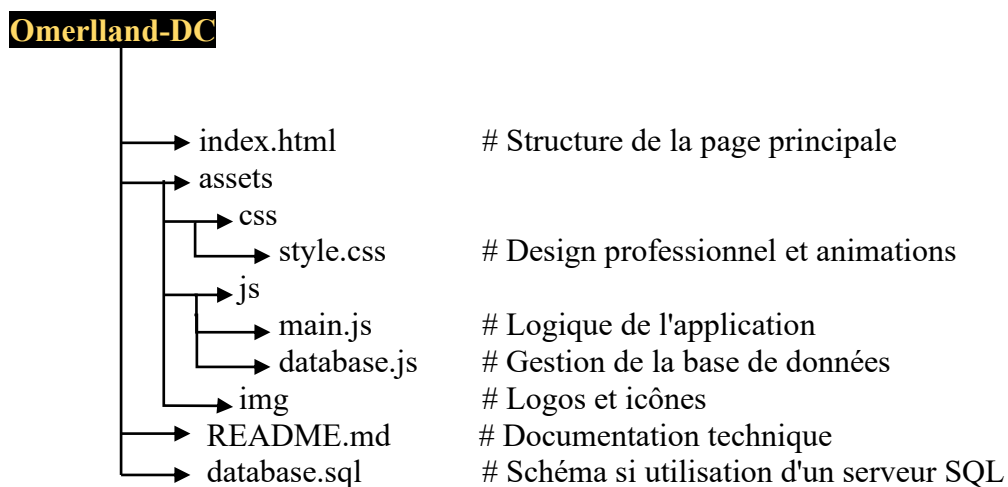 Omerlland-DC
index.html # Structure de la page principale
assets
css
style.css # Design professionnel et animations
js
main.js # Logique de l'application
database.js # Gestion de la base de données
img # Logos et icônes
README.md # Documentation technique
database.sql # Schéma si utilisation d'un serveur SQL